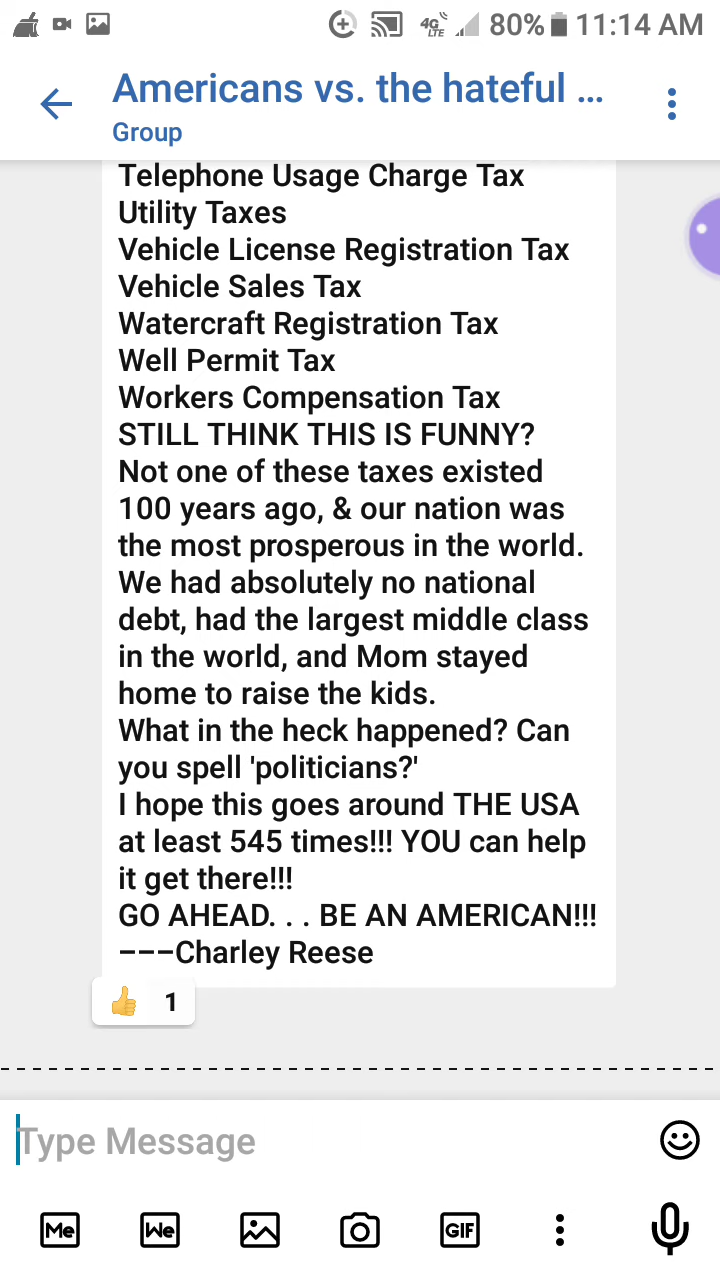 80% 11:14 AM
4G LTE
Americans vs. the hateful ...
Group
Telephone Usage Charge Tax
Utility Taxes
Vehicle License Registration Tax
Vehicle Sales Tax
Watercraft Registration Tax
Well Permit Tax
Workers Compensation Tax
STILL THINK THIS IS FUNNY?
Not one of these taxes existed
100 years ago, & our nation was
the most prosperous in the world.
We had absolutely no national
debt, had the largest middle class
in the world, and Mom stayed
home to raise the kids.
What in the heck happened? Can
you spell 'politicians?'
I hope this goes around THE USA
at least 545 times!!! YOU can help
it get there!!!
GO AHEAD. . . BE AN AMERICAN!!!
–––Charley Reese
👍 1
Type Message
Me We GIF